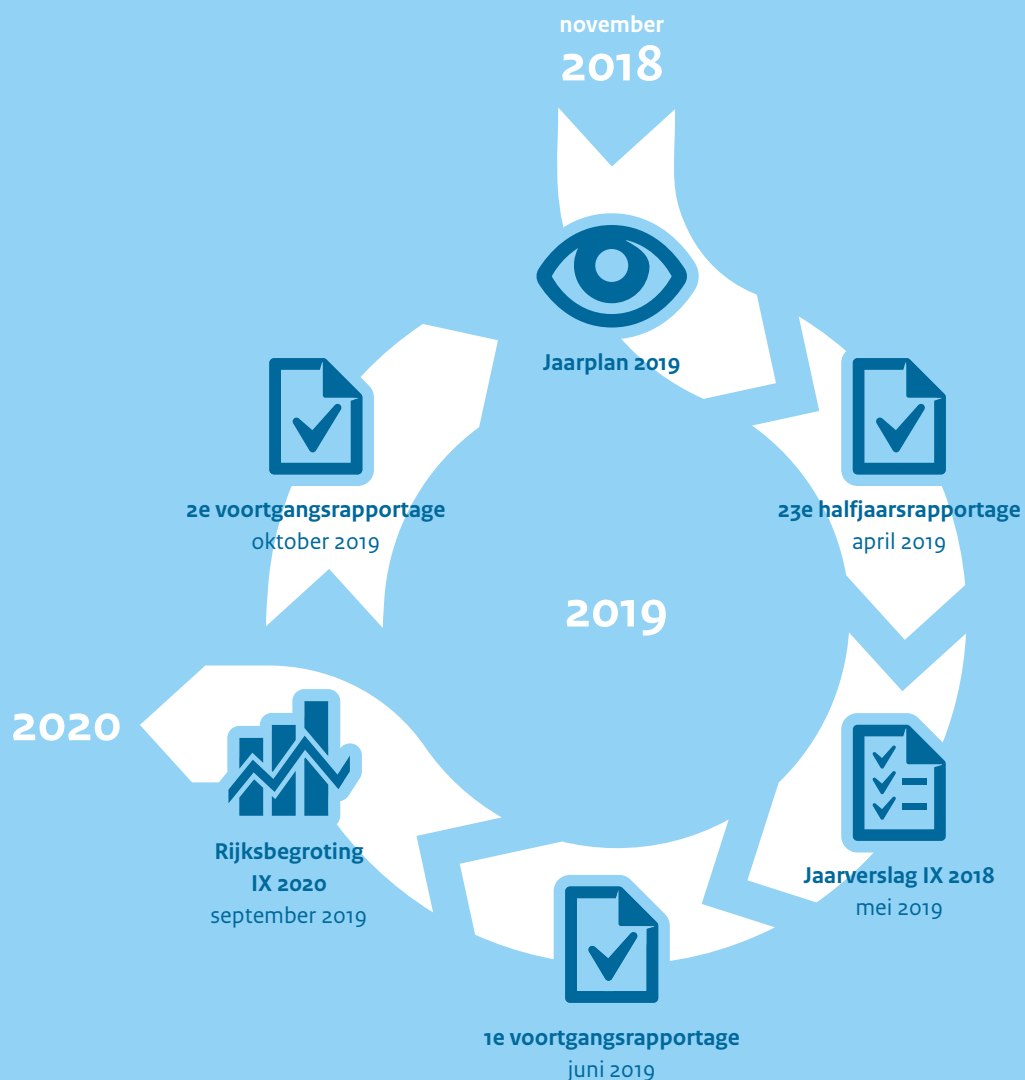 november
2018
Jaarplan 2019
23e halfjaarsrapportage
april 2019
Jaarverslag IX 2018
mei 2019
1e voortgangsrapportage
juni 2019
Rijksbegroting
IX 2020
september 2019
2e voortgangsrapportage
oktober 2019
2019
2020